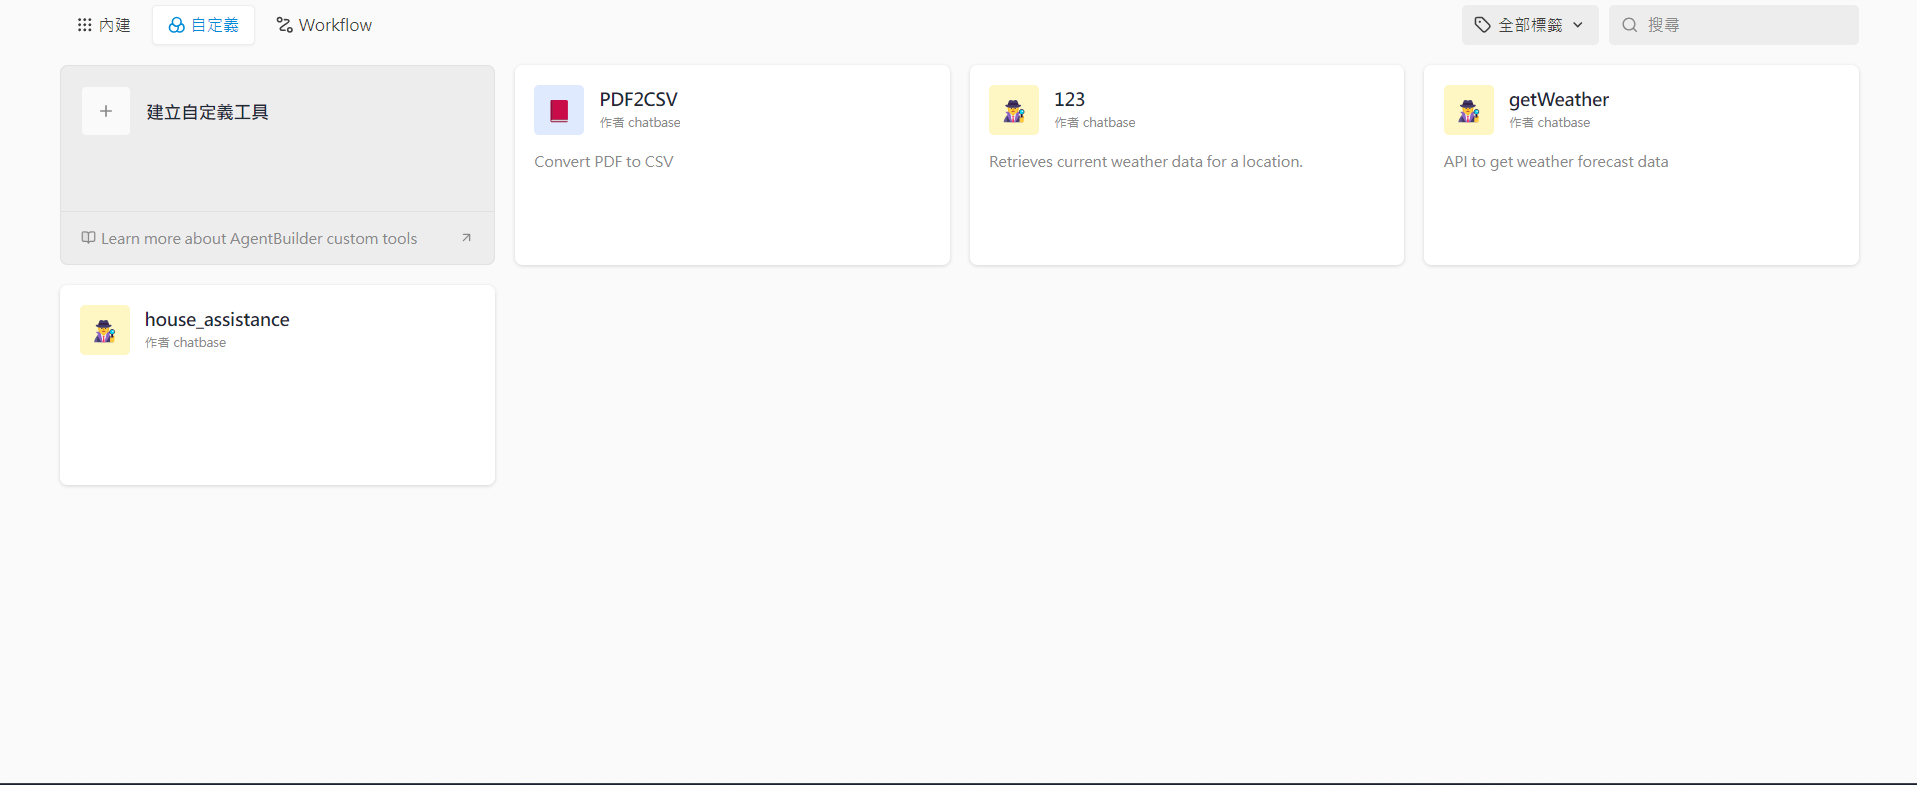 內建
自定義
Workflow
全部標籤
搜尋
建立自定義工具
Learn more about AgentBuilder custom tools
PDF2CSV
作者 chatbase
Convert PDF to CSV
123
作者 chatbase
Retrieves current weather data for a location.
getWeather
作者 chatbase
API to get weather forecast data
house_assistance
作者 chatbase